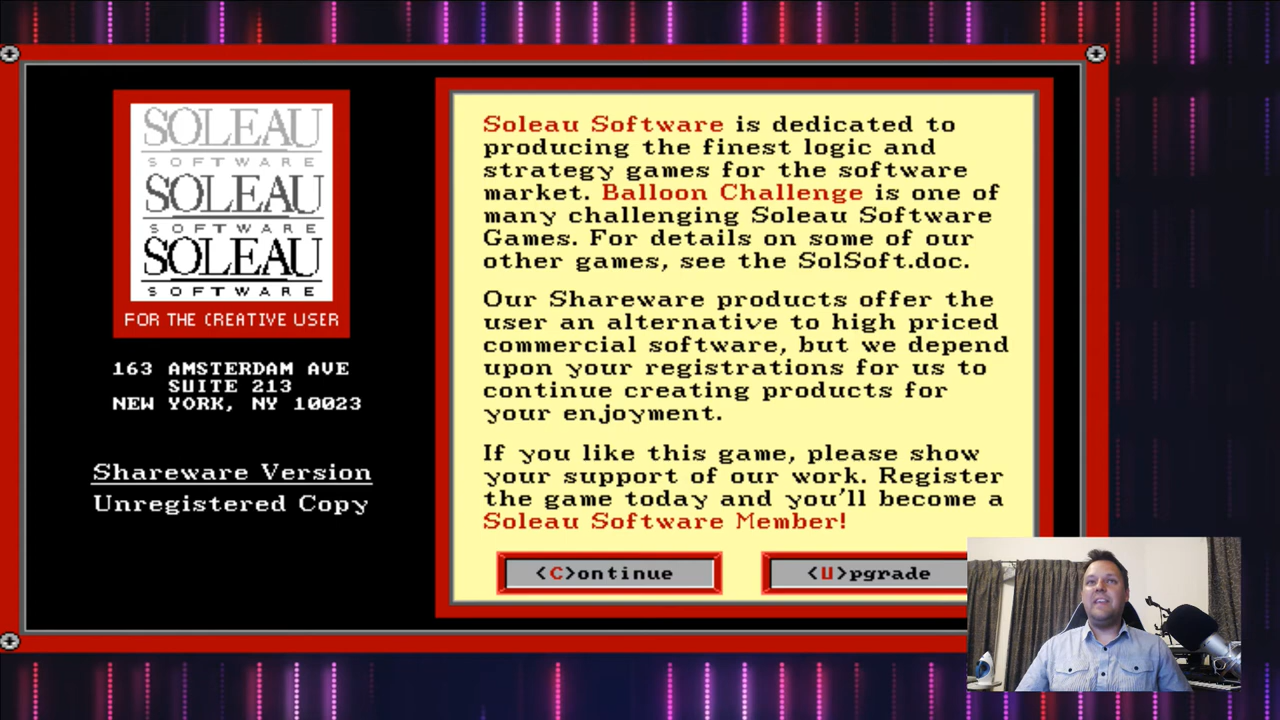 SOLEAU
SOFTWARE
SOLEAU
SOFTWARE
SOLEAU
SOFTWARE
FOR THE CREATIVE USER
163 AMSTERDAM AVE
SUITE 213
NEW YORK, NY 10023
Shareware Version
Unregistered Copy
Soleau Software is dedicated to
producing the finest logic and
strategy games for the software
market. Balloon Challenge is one of
many challenging Soleau Software
Games. For details on some of our
other games, see the SolSoft.doc.
Our Shareware products offer the
user an alternative to high priced
commercial software, but we depend
upon your registrations for us to
continue creating products for
your enjoyment.
If you like this game, please show
your support of our work. Register
the game today and you'll become a
Soleau Software Member!
<C>ontinue
<U>pgrade